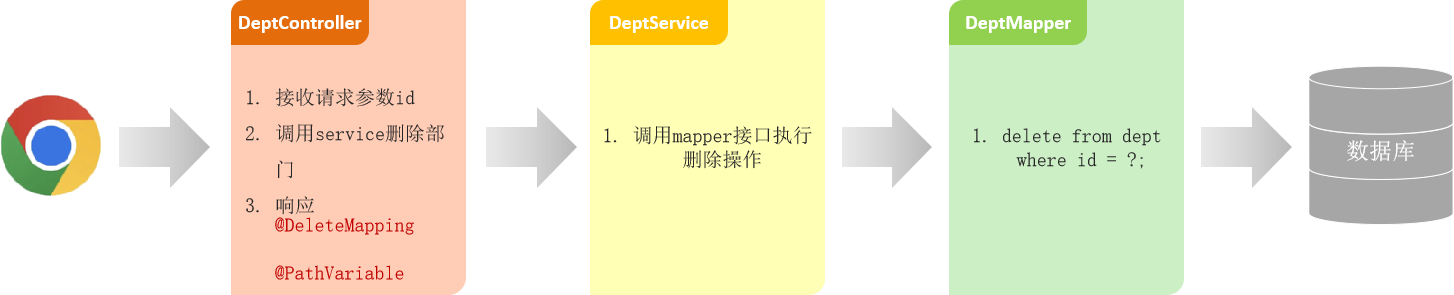 DeptController
1. 接收请求参数id
2. 调用service删除部
门
3. 响应
@DeleteMapping
@PathVariable
DeptService
1. 调用mapper接口执行
删除操作
DeptMapper
1. delete from dept
where id = ?;
数据库